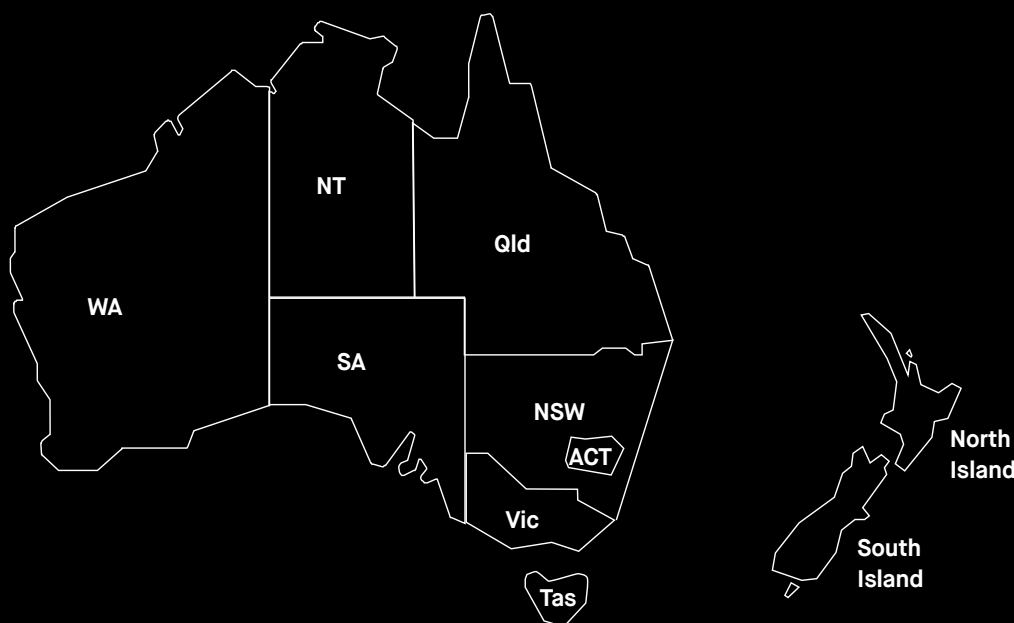 NT
Qld
WA
SA
NSW
ACT
North
Island
Vic
South
Island
Tas